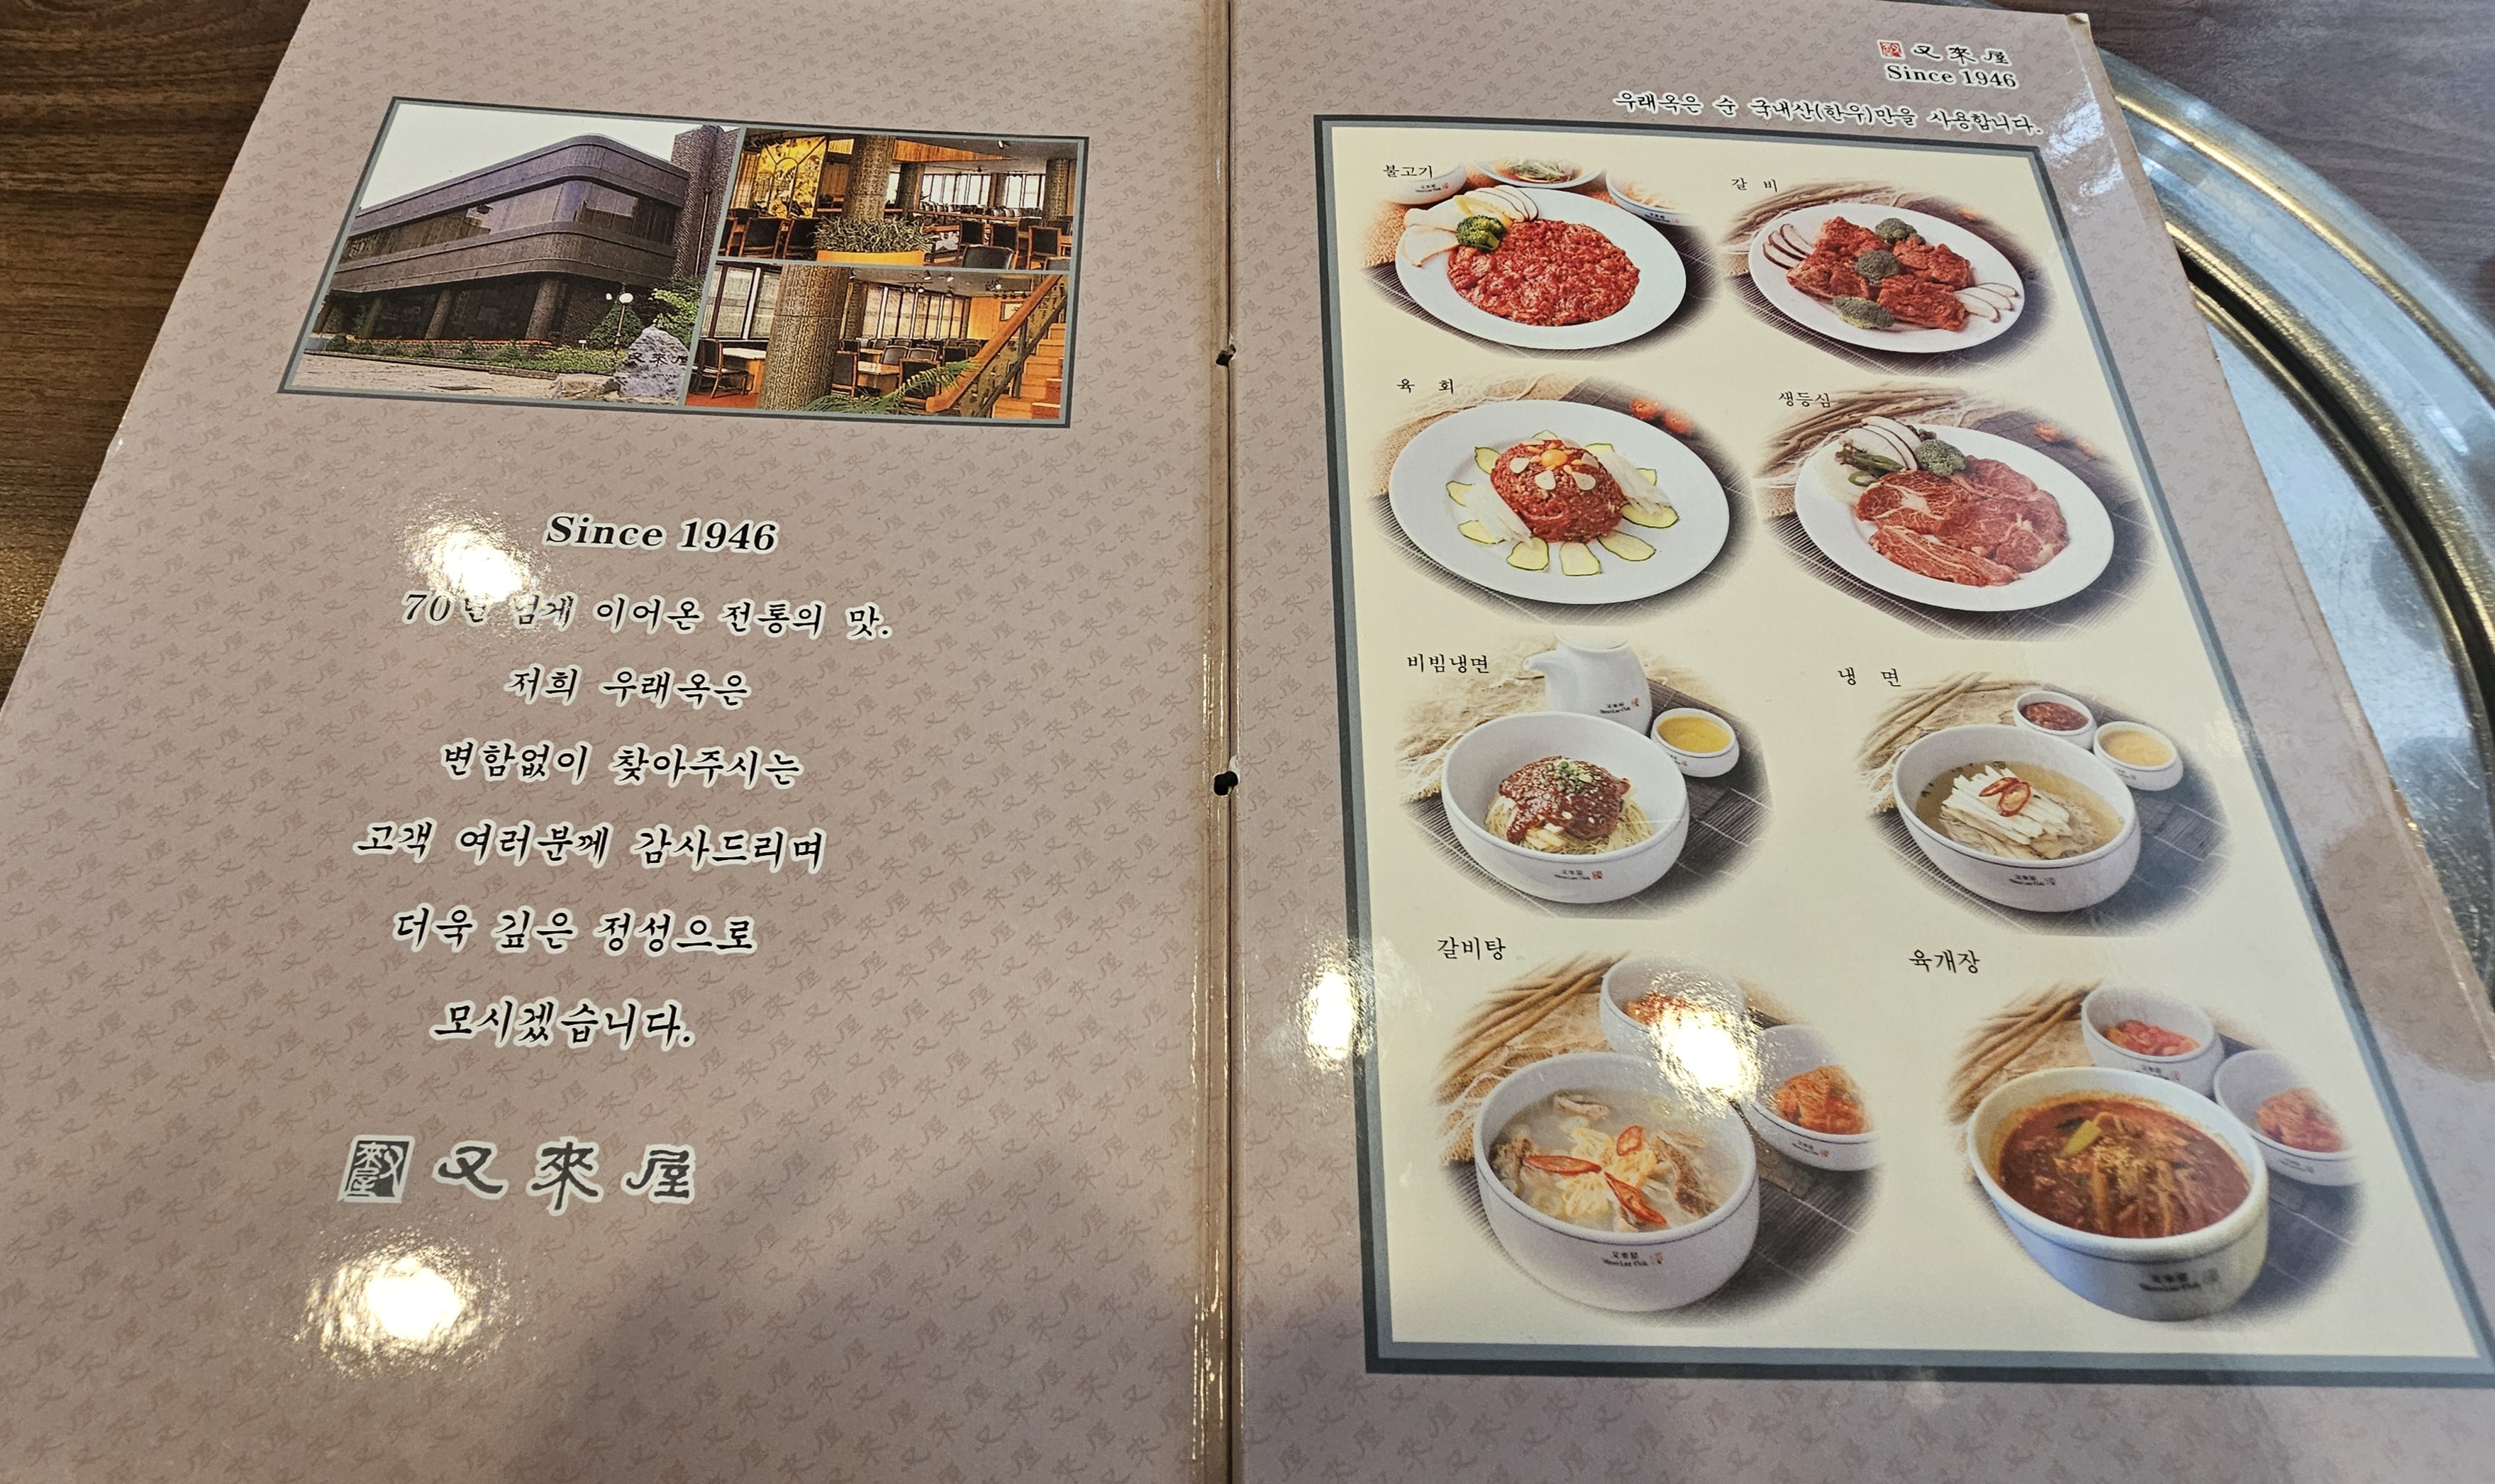 Since 1946
70년 넘게 이어온 전통의 맛.
저희 우래옥은
변함없이 찾아주시는
고객 여러분께 감사드리며
더욱 깊은 정성으로
모시겠습니다.
又來屋
又來屋
Since 1946
우래옥은 순 국내산(한우)만을 사용합니다.
불고기
갈 비
육 회
생등심
비빔냉면
냉 면
갈비탕
육개장